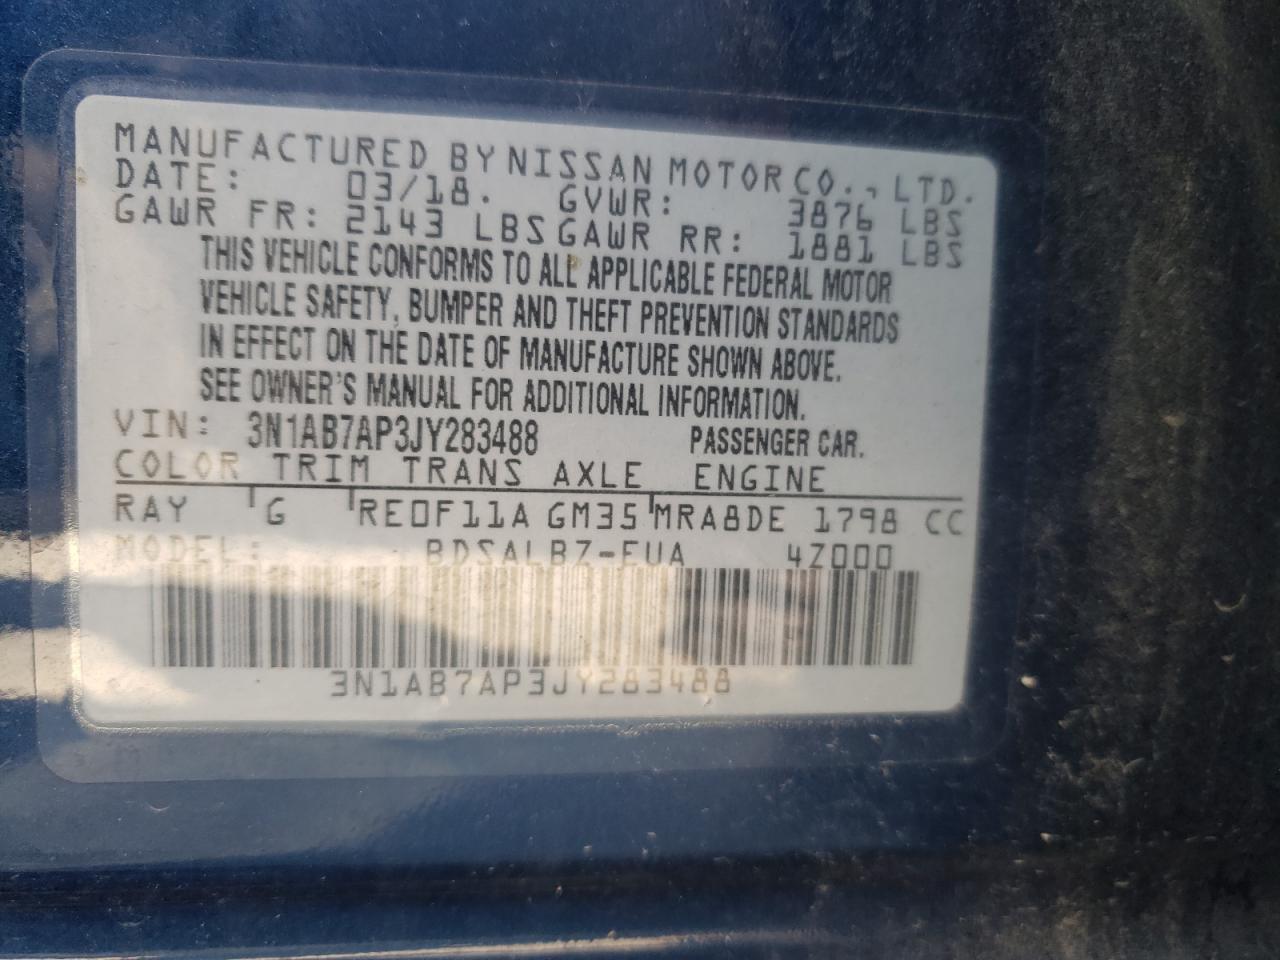 MANUFACTURED BY NISSAN MOTOR CO., LTD.
DATE: 03/18. GVWR: 3876 LBS
GAWR FR: 2143 LBS GAWR RR: 1881 LBS
THIS VEHICLE CONFORMS TO ALL APPLICABLE FEDERAL MOTOR
VEHICLE SAFETY, BUMPER AND THEFT PREVENTION STANDARDS
IN EFFECT ON THE DATE OF MANUFACTURE SHOWN ABOVE.
SEE OWNER'S MANUAL FOR ADDITIONAL INFORMATION.
VIN: 3N1AB7AP3JY283488 PASSENGER CAR.
COLOR TRIM TRANS AXLE ENGINE
RAY G RE0F11A GM35 MRA8DE 1798 CC
MODEL: BDSALBZ-EUA 4Z000
3N1AB7AP3JY283488